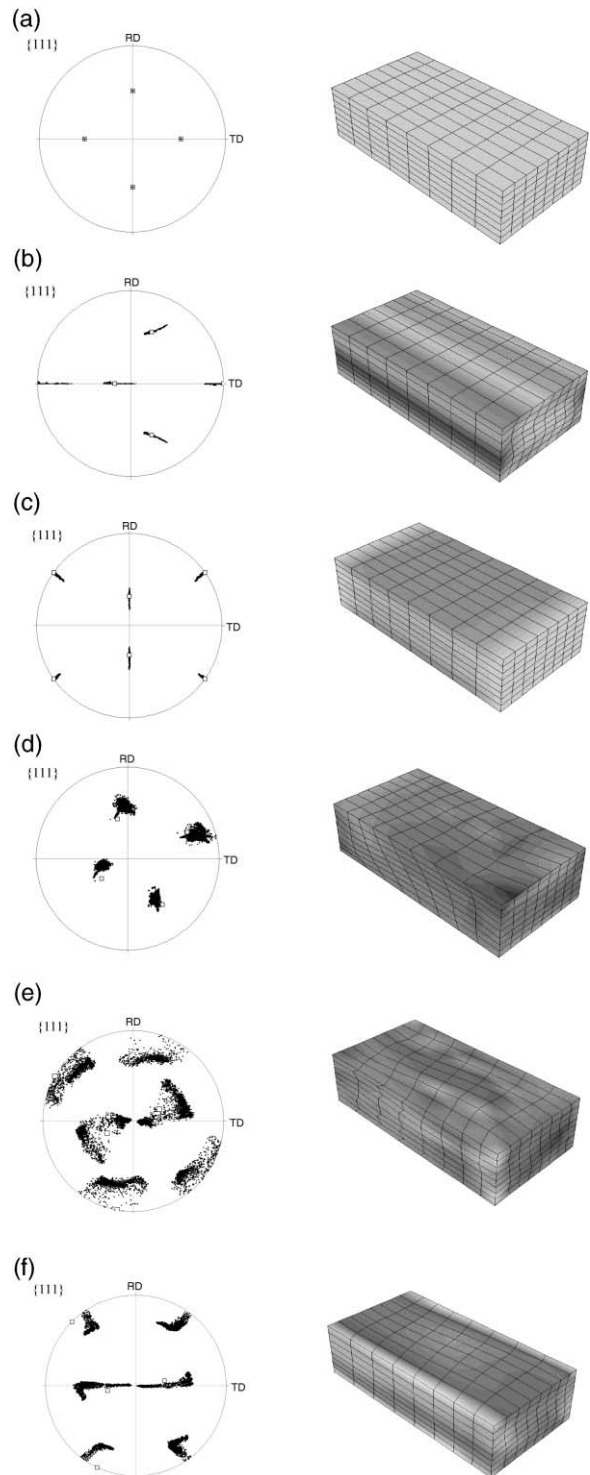 (a)
{111}
RD
TD
(b)
{111}
RD
TD
(c)
{111}
RD
TD
(d)
{111}
RD
TD
(e)
{111}
RD
TD
(f)
{111}
RD
TD